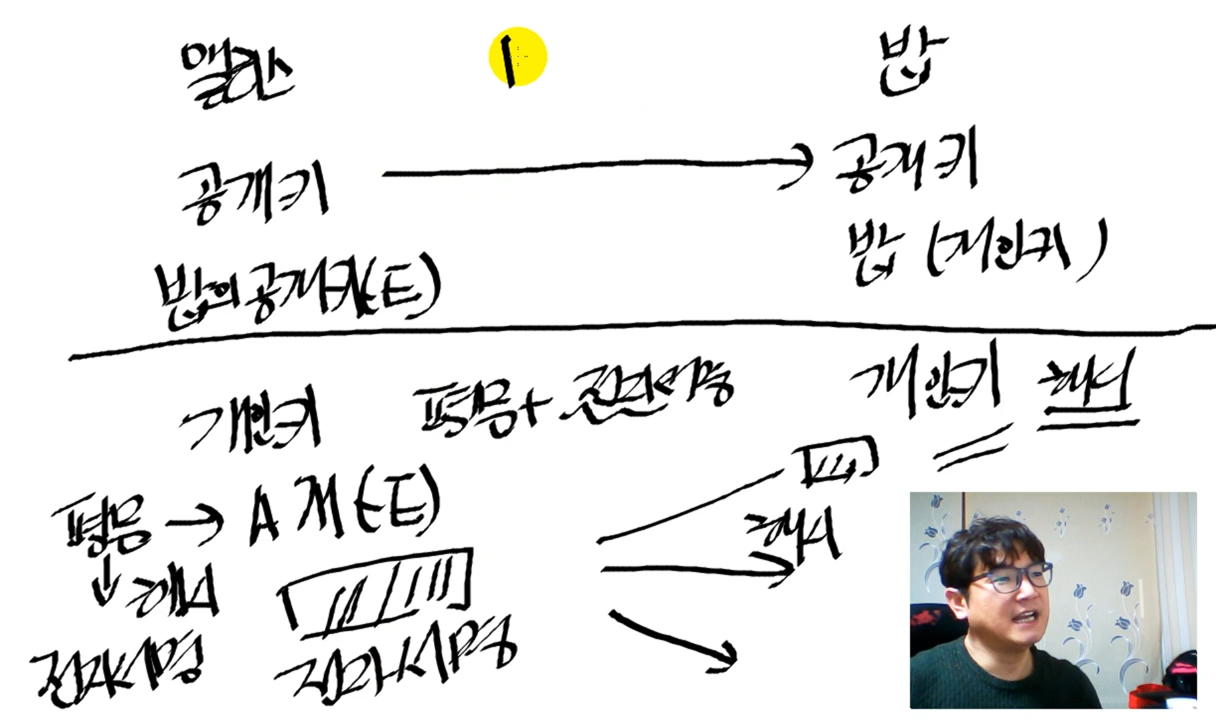 앨리스 밥
공개키 → 공개키
밥의 공개키(E) 밥 (개인키)
개인키 평문+전자서명 개인키 해시
평문 → A 개(E)
해시 해시
전자서명 전자서명